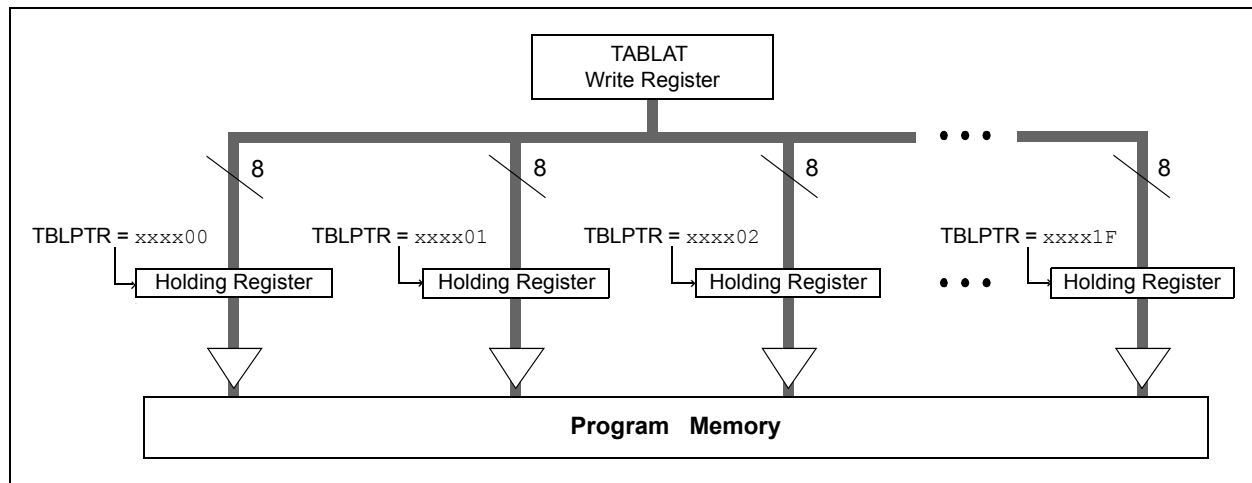 TABLAT
Write Register
8
8
8
8
TBLPTR = xxxx00
TBLPTR = xxxx01
TBLPTR = xxxx02
TBLPTR = xxxx1F
Holding Register
Holding Register
Holding Register
Holding Register
Program Memory